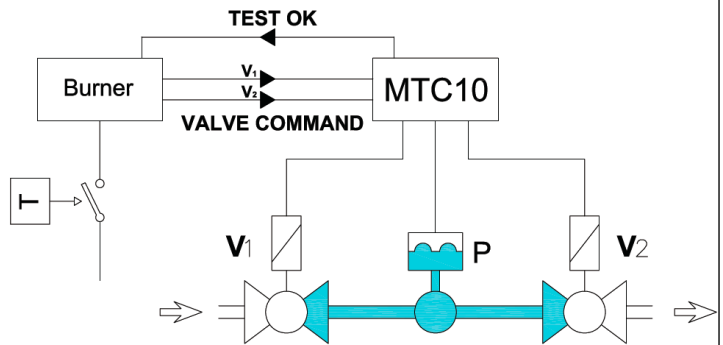 TEST OK
Burner
V1
V2
MTC10
VALVE COMMAND
T
V1
P
V2